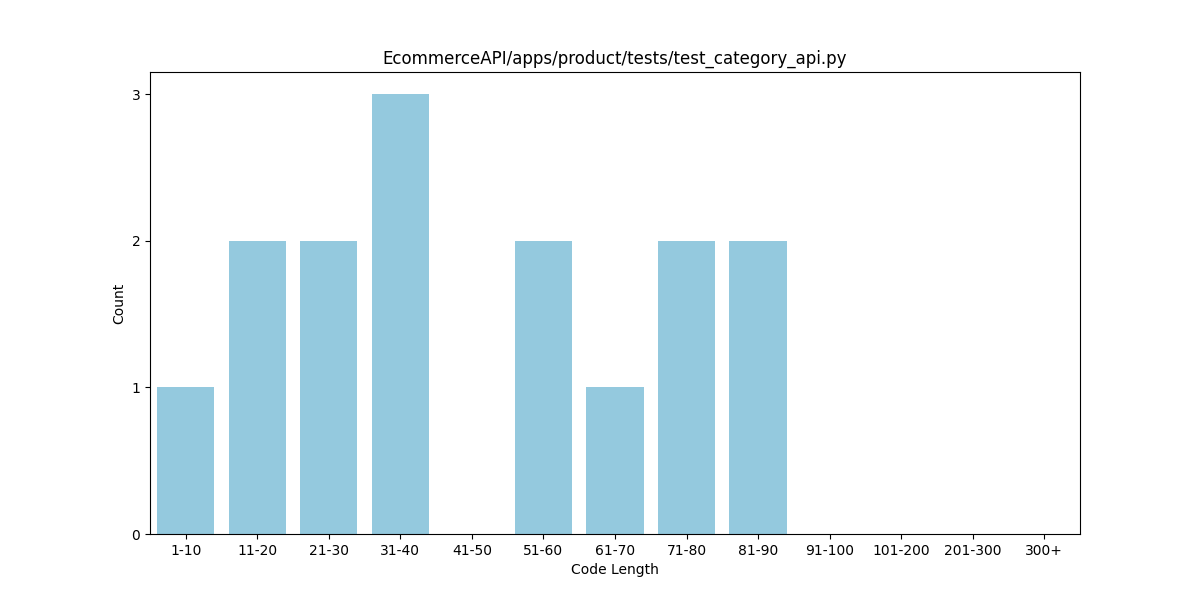 EcommerceAPI/apps/product/tests/test_category_api.py
3
2
1
0
Count
1-10 11-20 21-30 31-40 41-50 51-60 61-70 71-80 81-90 91-100 101-200 201-300 300+
Code Length